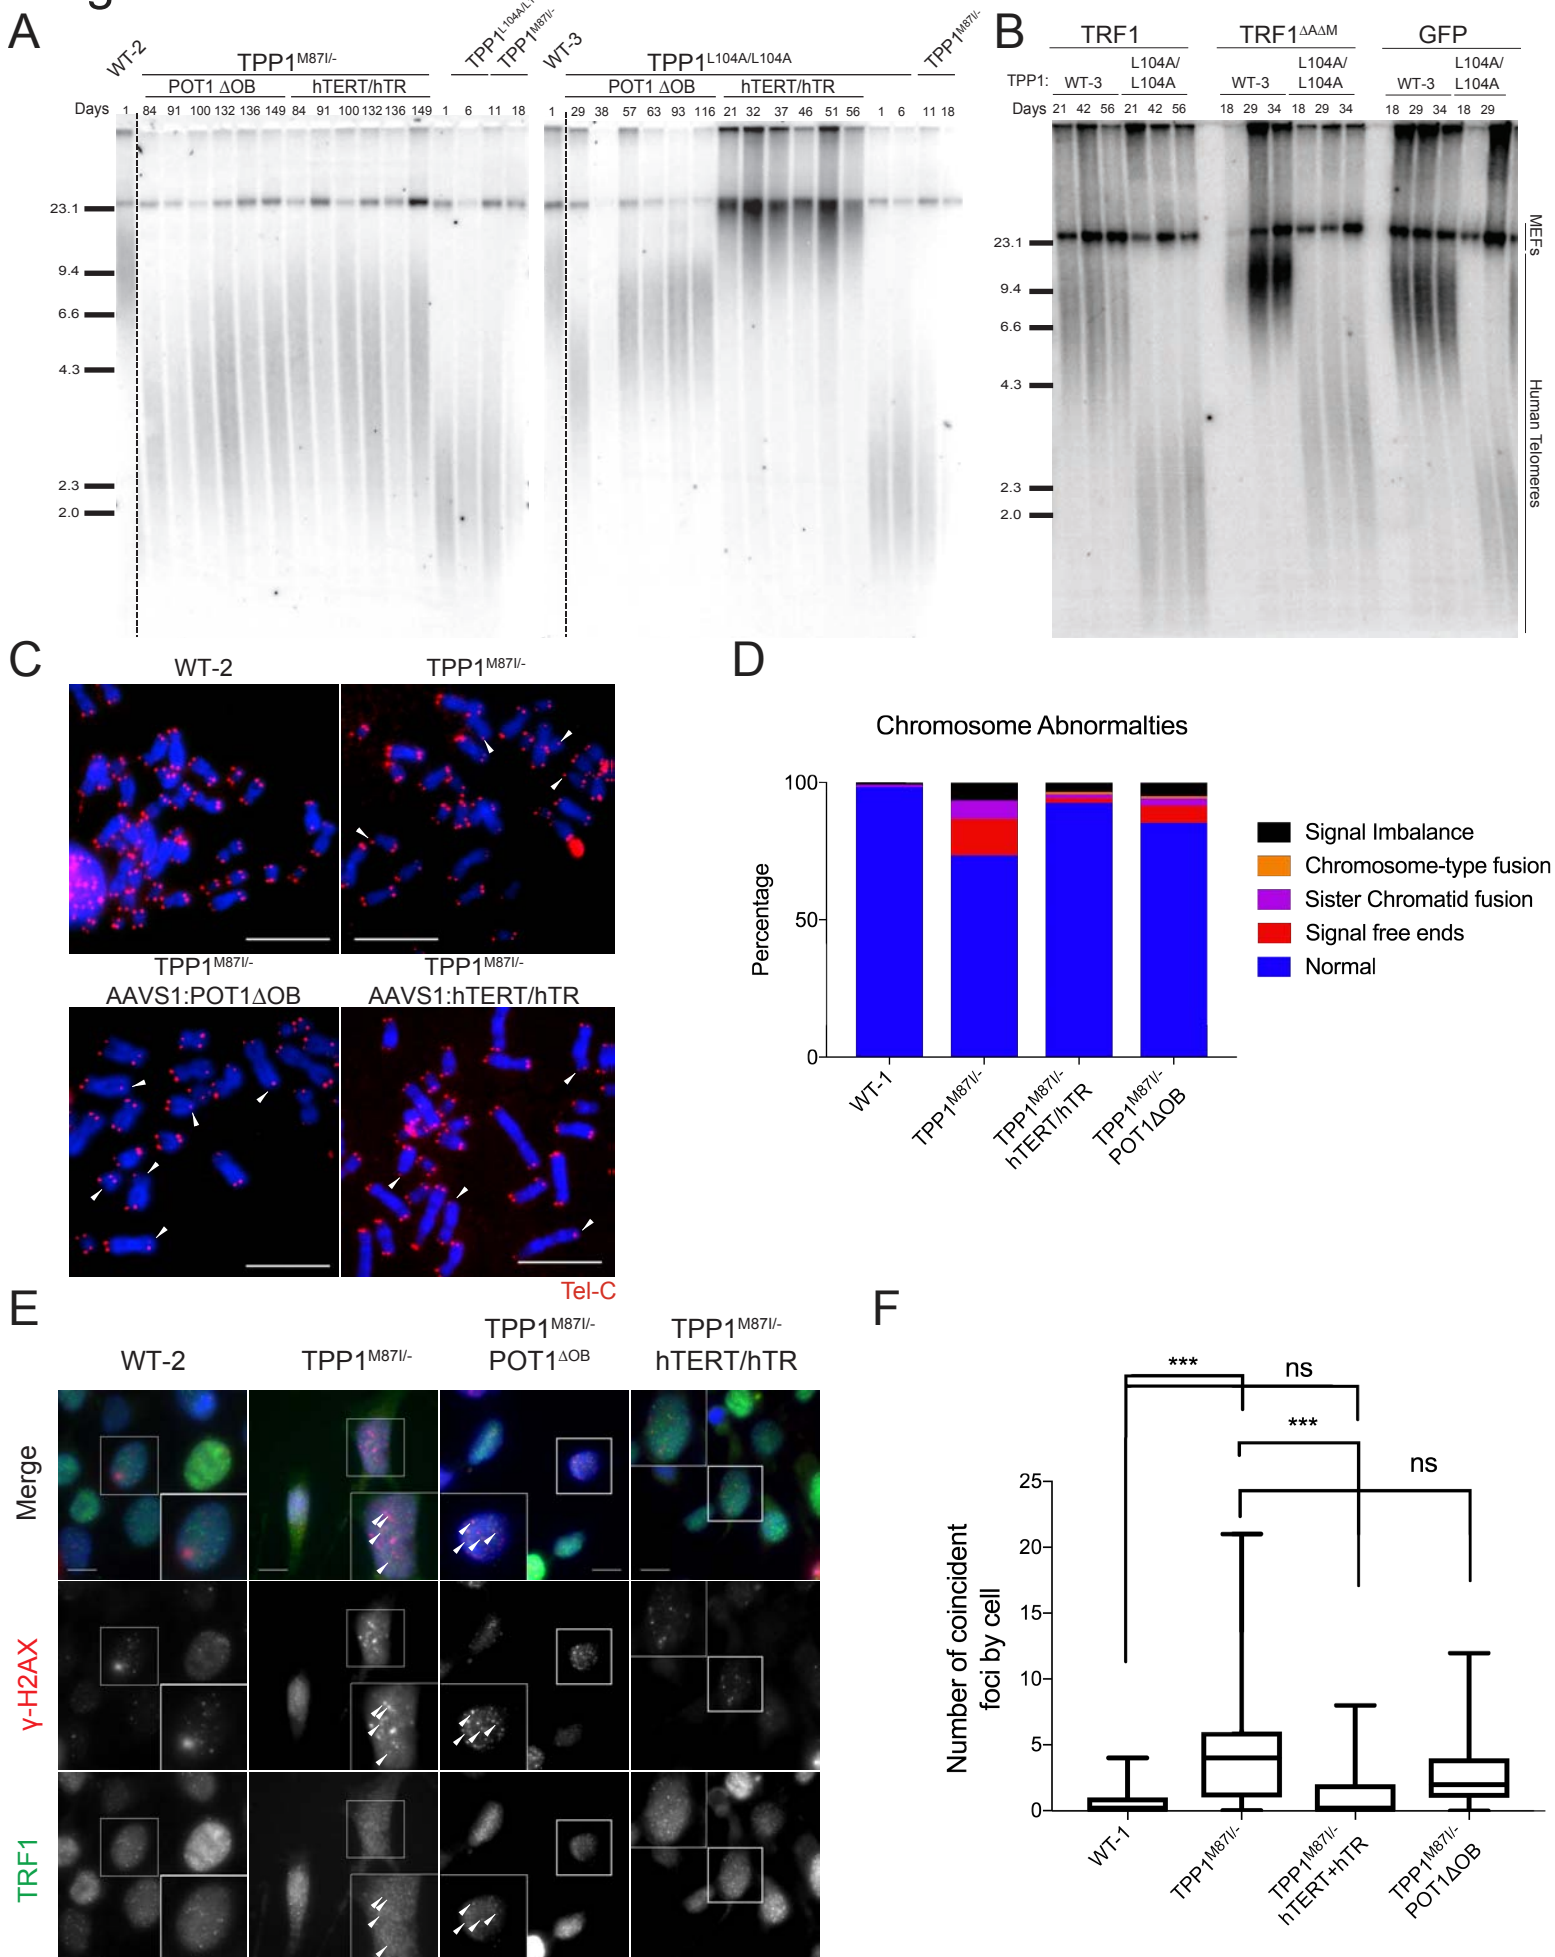 A
WT-2
TPP1M87I/-
TPP1L104A/L1
TPP1M87I/-
WT-3
TPP1L104A/L104A
TPP1M87I/-
POT1 ΔOB
hTERT/hTR
POT1 ΔOB
hTERT/hTR
Days 1 84 91 100 132 136 149 84 91 100 132 136 149 1 6 11 18 1 29 38 57 63 93 116 21 32 37 46 51 56 1 6 11 18
23.1
9.4
6.6
4.3
2.3
2.0
B
TRF1
TRF1ΔAΔM
GFP
TPP1: WT-3 L104A/L104A WT-3 L104A/L104A WT-3 L104A/L104A
Days 21 42 56 21 42 56 18 29 34 18 29 34 18 29 34 18 29
23.1
9.4
6.6
4.3
2.3
2.0
MEFs
Human Telomeres
C
WT-2
TPP1M87I/-
TPP1M87I/-
AAVS1:POT1ΔOB
TPP1M87I/-
AAVS1:hTERT/hTR
Tel-C
D
Chromosome Abnormalties
Percentage
100
50
0
WT-1
TPP1M87I/-
TPP1M87I/-
hTERT/hTR
TPP1M87I/-
POT1ΔOB
Signal Imbalance
Chromosome-type fusion
Sister Chromatid fusion
Signal free ends
Normal
E
WT-2
TPP1M87I/-
TPP1M87I/-
POT1ΔOB
TPP1M87I/-
hTERT/hTR
Merge
γ-H2AX
TRF1
F
***
ns
***
ns
Number of coincident
foci by cell
25
20
15
10
5
0
WT-1
TPP1M87I/-
TPP1M87I/-
hTERT+hTR
TPP1M87I/-
POT1ΔOB